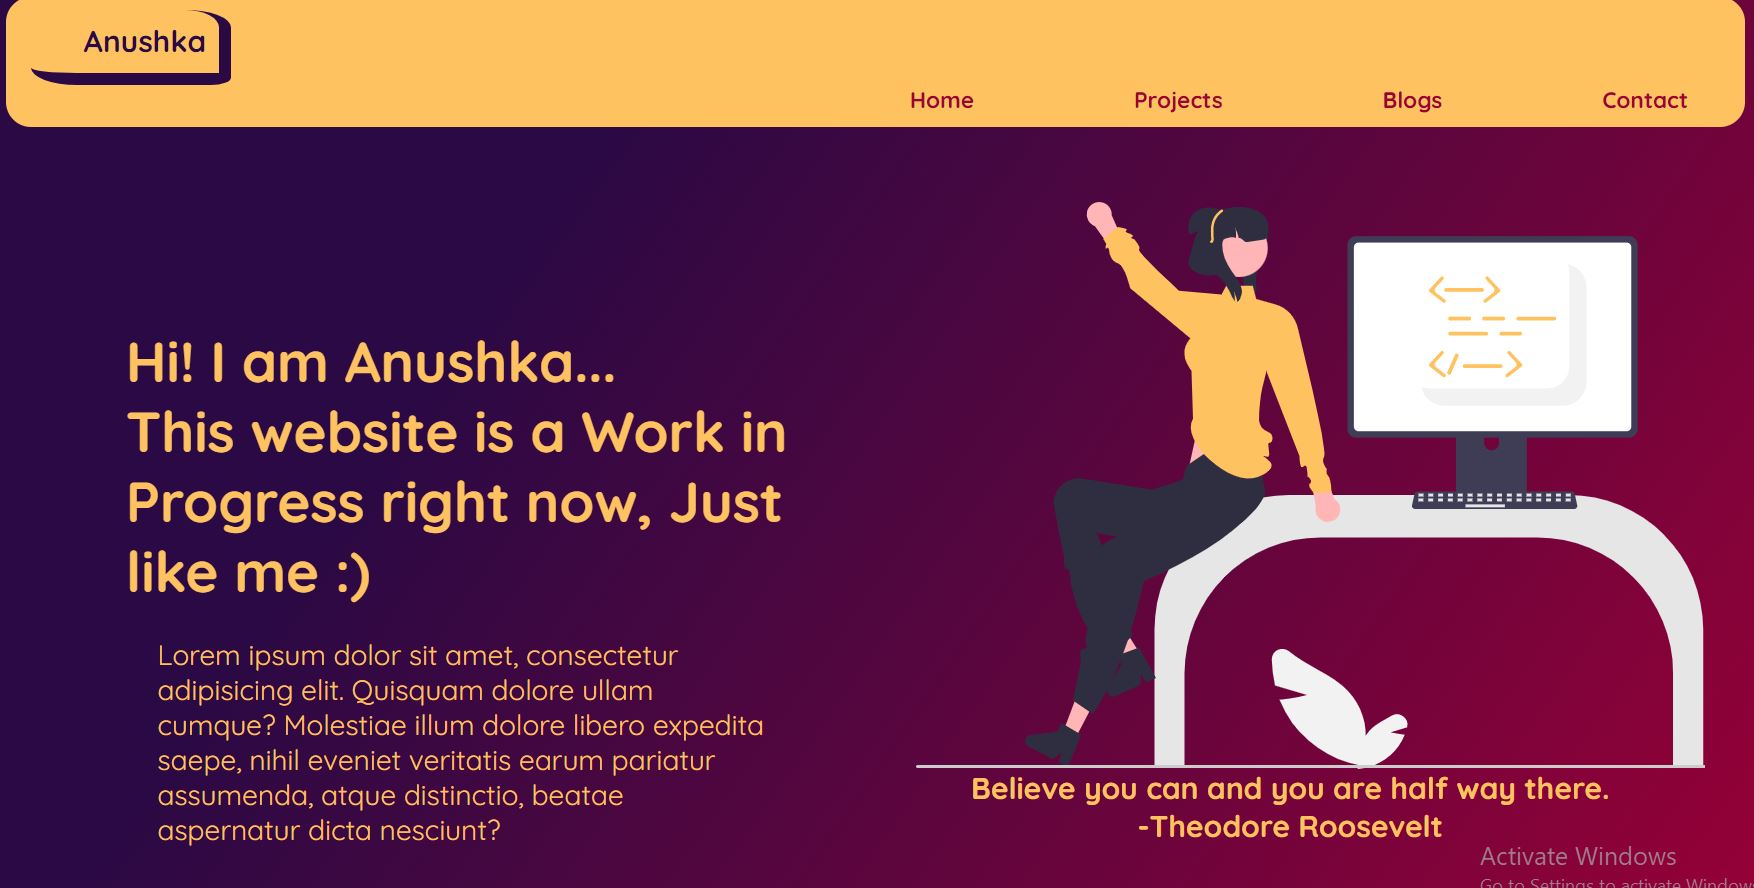 Anushka
Home Projects Blogs Contact
Hi! I am Anushka...
This website is a Work in
Progress right now, Just
like me :)
Lorem ipsum dolor sit amet, consectetur
adipisicing elit. Quisquam dolore ullam
cumque? Molestiae illum dolore libero expedita
saepe, nihil eveniet veritatis earum pariatur
assumenda, atque distinctio, beatae
aspernatur dicta nesciunt?
Believe you can and you are half way there.
-Theodore Roosevelt
Activate Windows
Go to Settings to activate Window